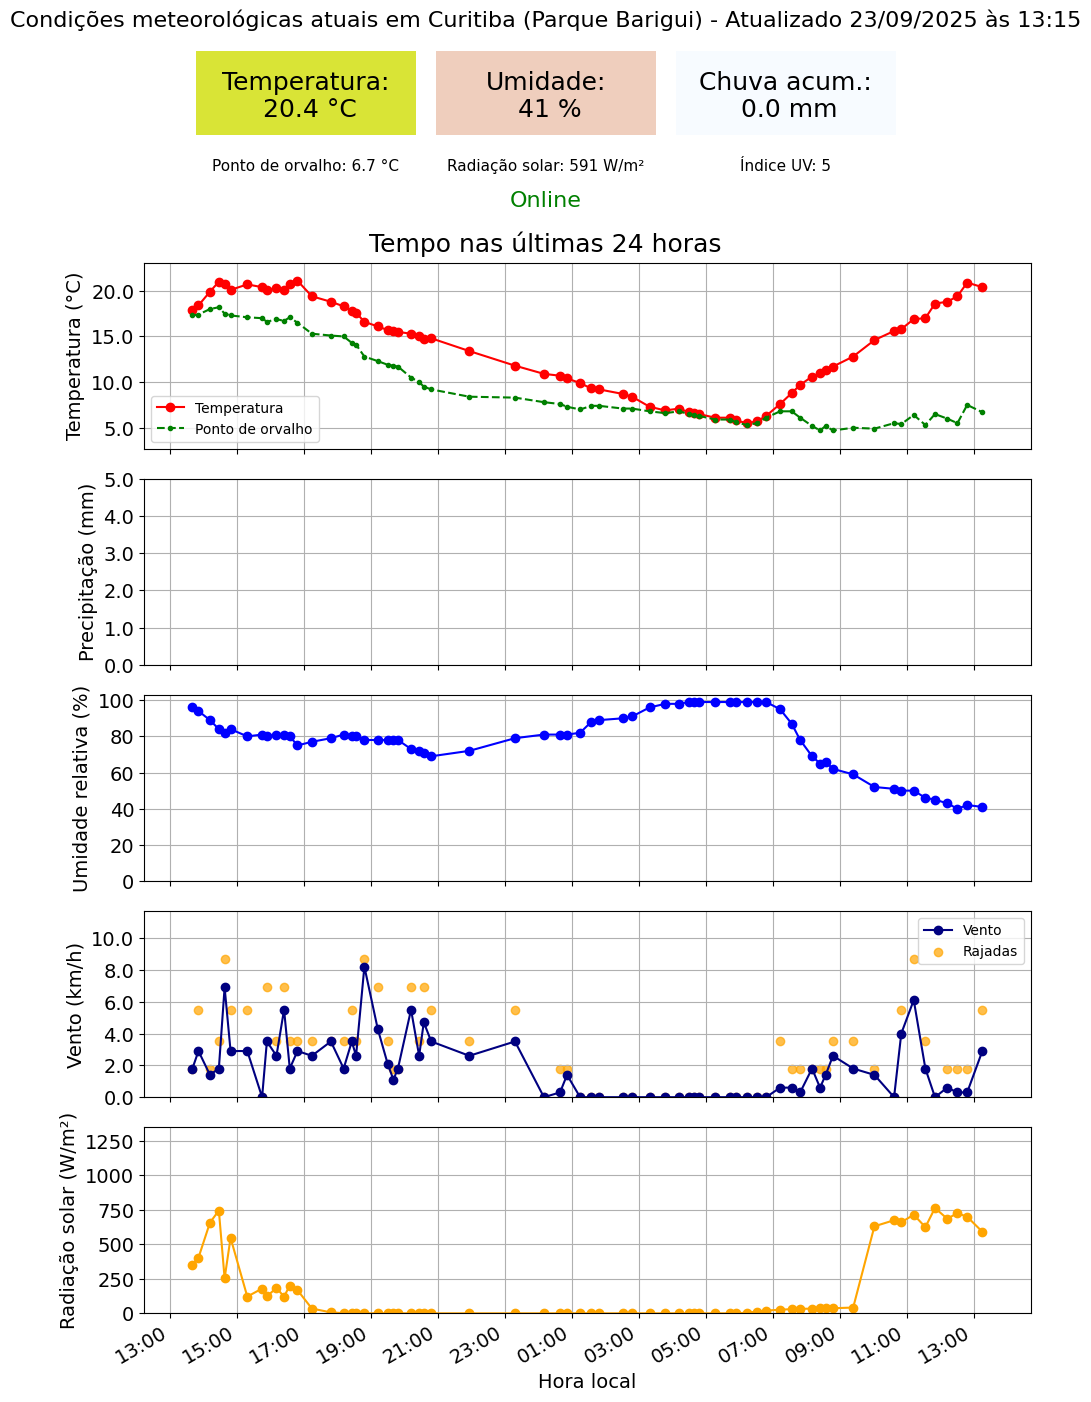 Condições meteorológicas atuais em Curitiba (Parque Barigui) - Atualizado 23/09/2025 às 13:15
Temperatura:
20.4 °C
Umidade:
41 %
Chuva acum.:
0.0 mm
Ponto de orvalho: 6.7 °C
Radiação solar: 591 W/m²
Índice UV: 5
Online
Tempo nas últimas 24 horas
Temperatura (°C)
20.0
15.0
10.0
5.0
Temperatura
Ponto de orvalho
Precipitação (mm)
5.0
4.0
3.0
2.0
1.0
0.0
Umidade relativa (%)
100
80
60
40
20
0
Vento (km/h)
10.0
8.0
6.0
4.0
2.0
0.0
Vento
Rajadas
Radiação solar (W/m²)
1250
1000
750
500
250
0
13:00
15:00
17:00
19:00
21:00
23:00
01:00
03:00
05:00
07:00
09:00
11:00
13:00
Hora local